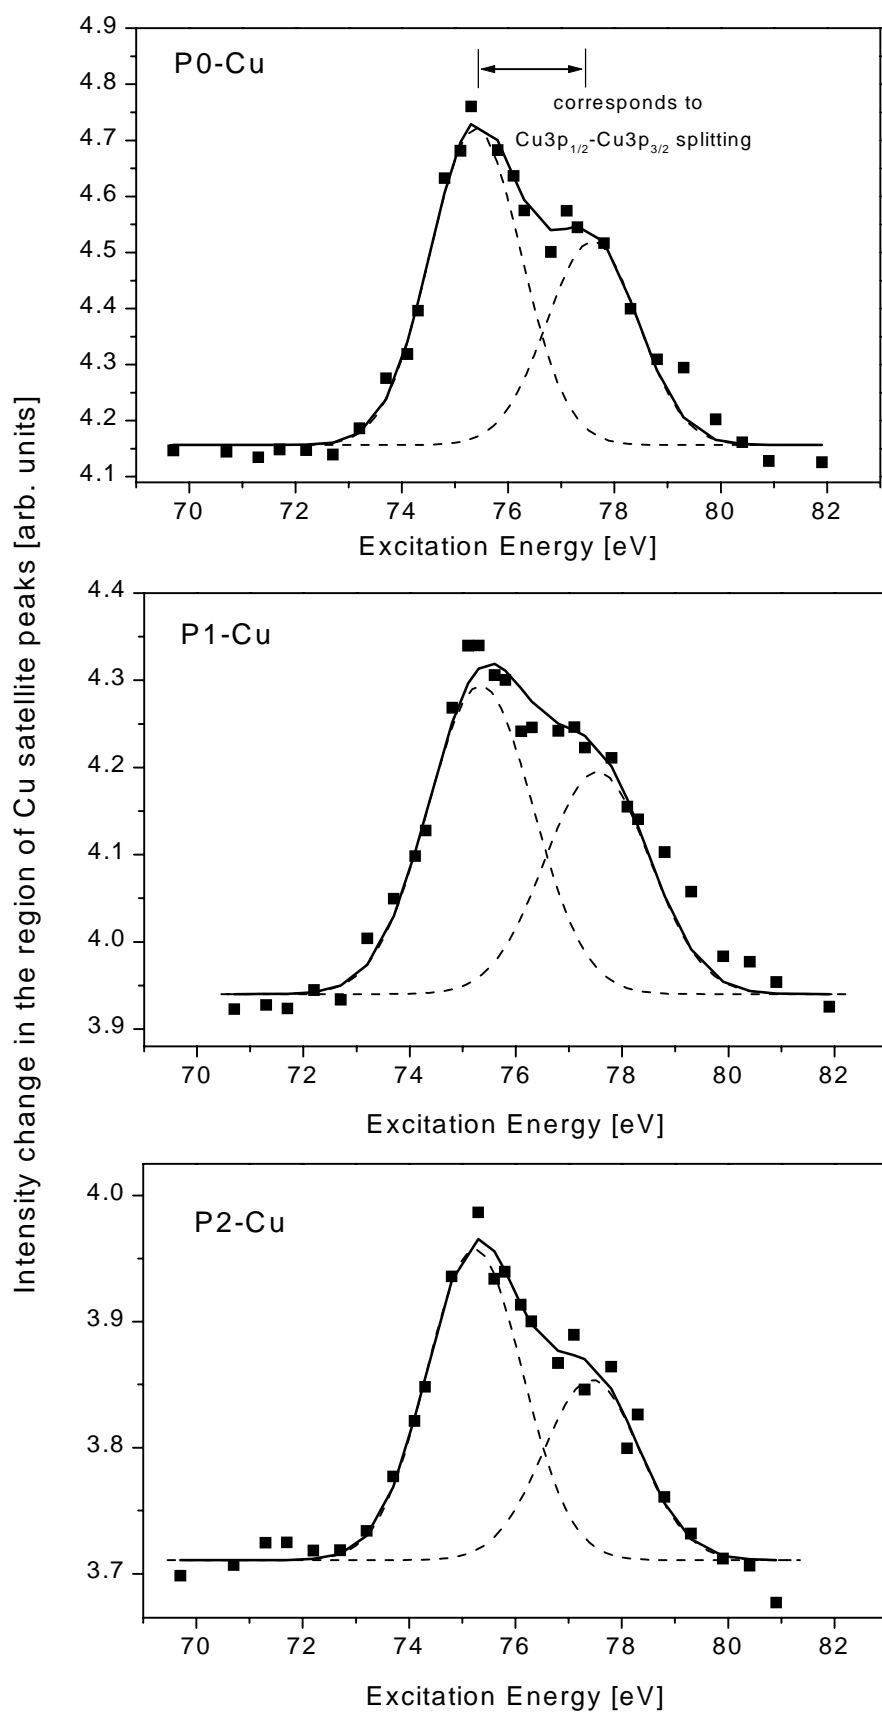 Intensity change in the region of Cu satellite peaks [arb. units]
P0-Cu
corresponds to
Cu3p1/2-Cu3p3/2 splitting
4.9
4.8
4.7
4.6
4.5
4.4
4.3
4.2
4.1
70 72 74 76 78 80 82
Excitation Energy [eV]
P1-Cu
4.4
4.3
4.2
4.1
4.0
3.9
70 72 74 76 78 80 82
Excitation Energy [eV]
P2-Cu
4.0
3.9
3.8
3.7
70 72 74 76 78 80 82
Excitation Energy [eV]